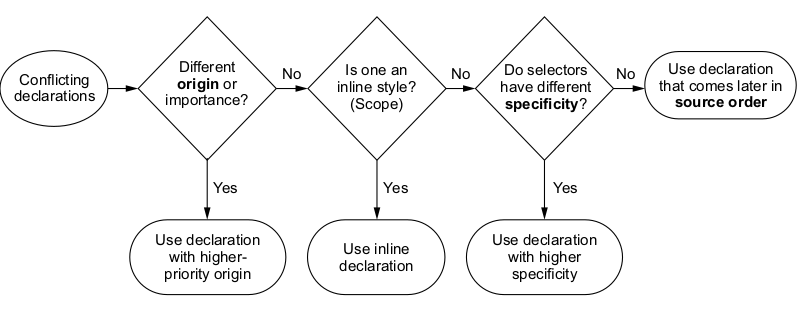 Conflicting
declarations
Different
origin or
importance?
No
Is one an
inline style?
(Scope)
No
Do selectors
have different
specificity?
No
Use declaration
that comes later in
source order
Yes
Yes
Yes
Use declaration
with higher-
priority origin
Use inline
declaration
Use declaration
with higher
specificity